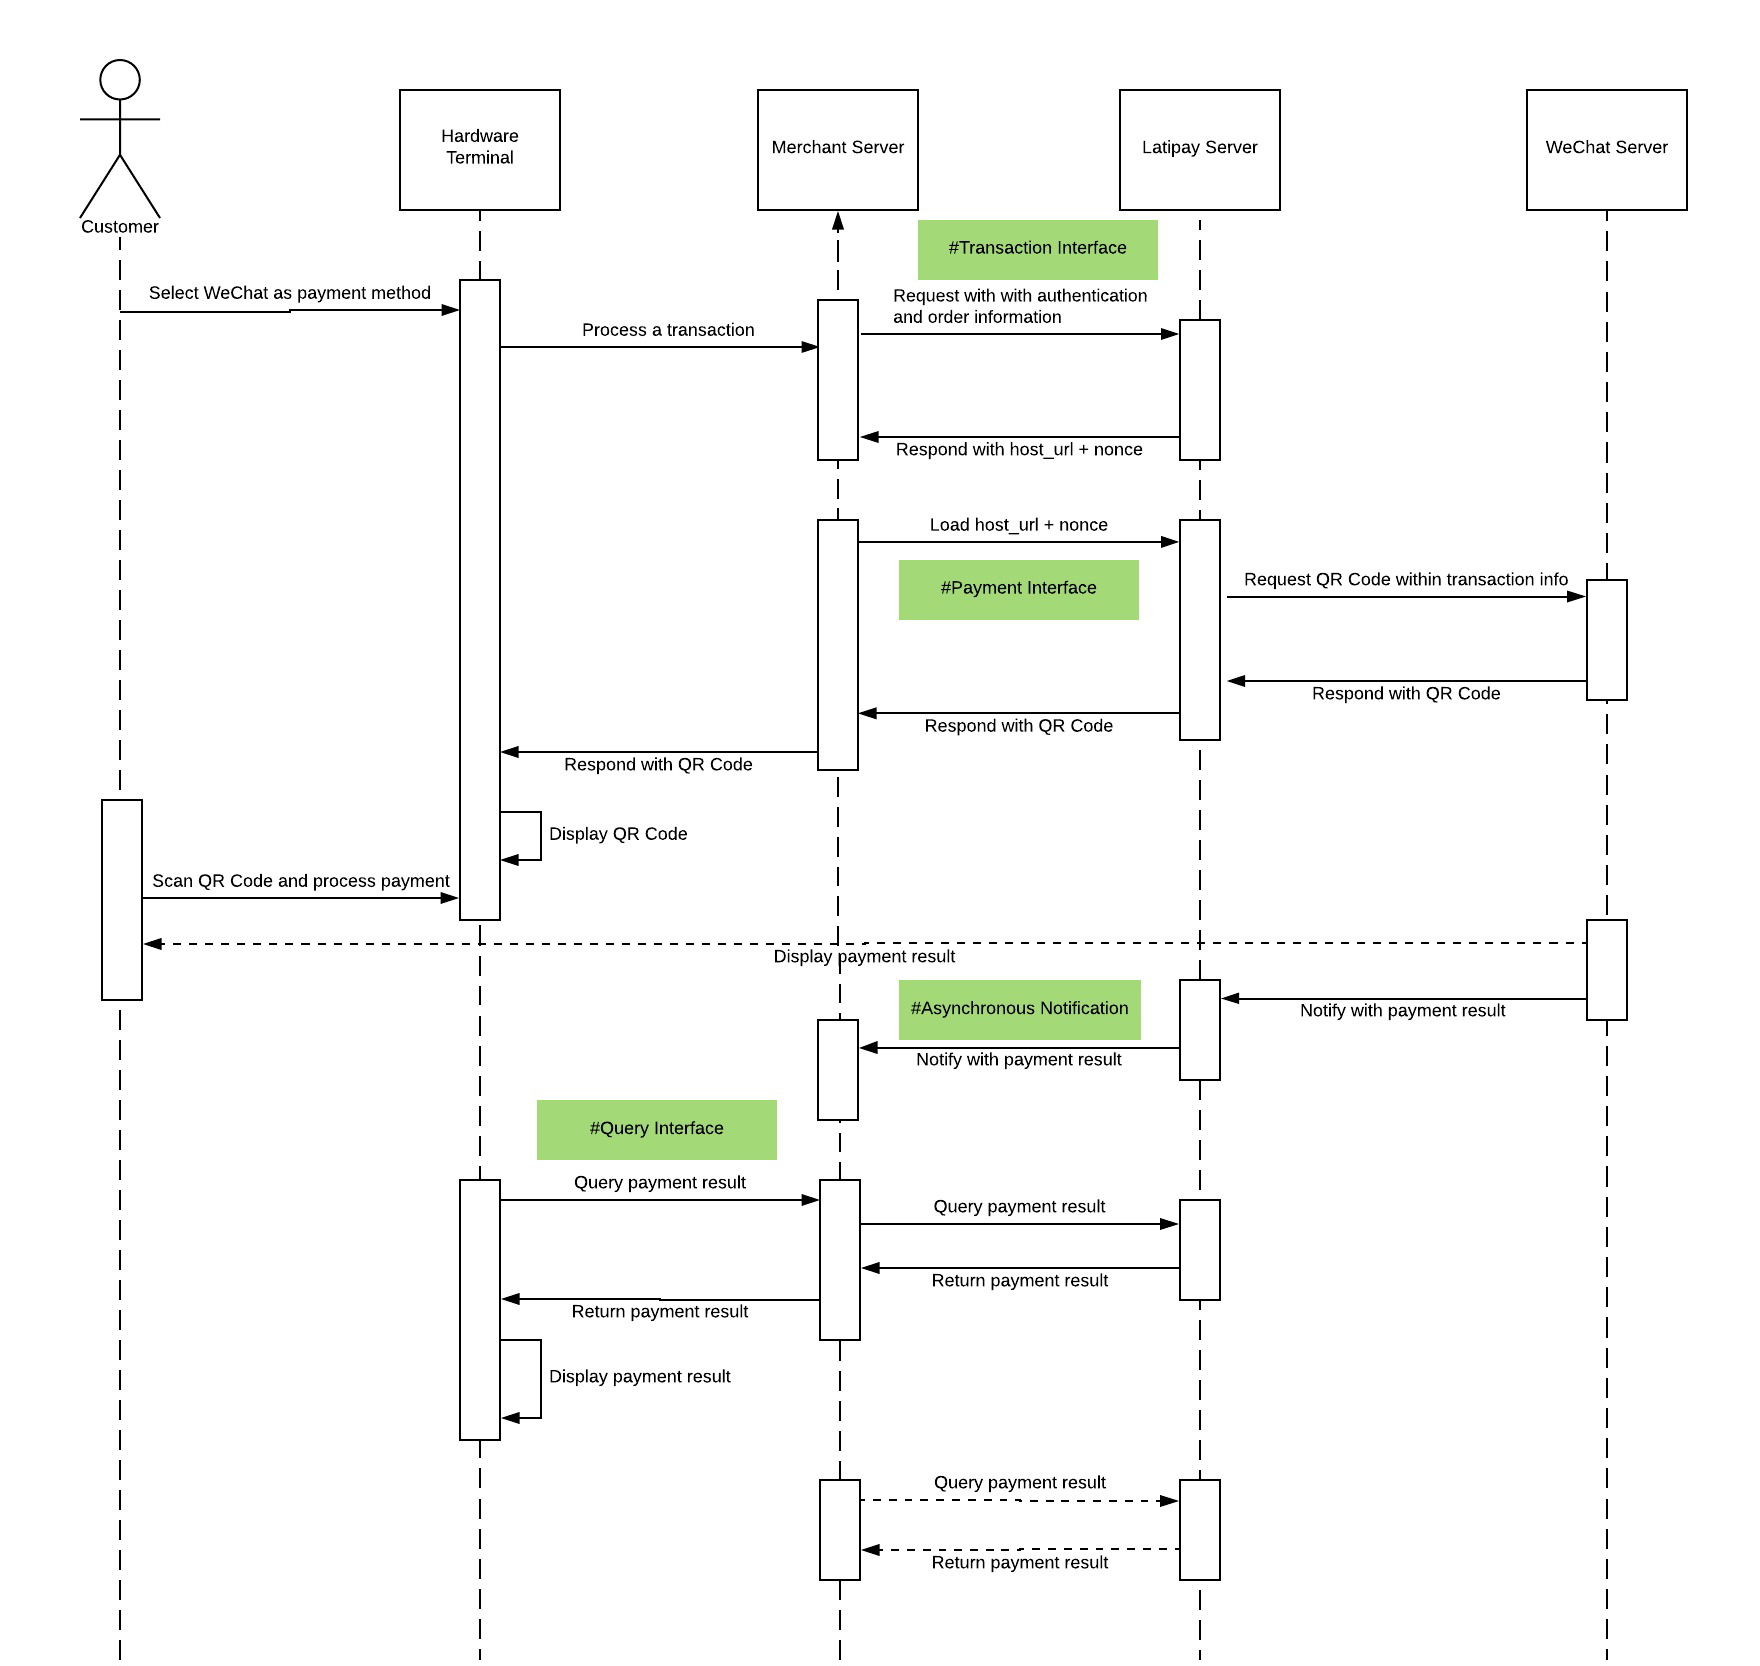 Customer
Hardware
Terminal
Merchant Server
Latipay Server
WeChat Server
#Transaction Interface
Select WeChat as payment method
Request with with authentication
and order information
Process a transaction
Respond with host_url + nonce
Load host_url + nonce
#Payment Interface
Request QR Code within transaction info
Respond with QR Code
Respond with QR Code
Respond with QR Code
Display QR Code
Scan QR Code and process payment
Display payment result
#Asynchronous Notification
Notify with payment result
Notify with payment result
#Query Interface
Query payment result
Query payment result
Return payment result
Return payment result
Display payment result
Query payment result
Return payment result